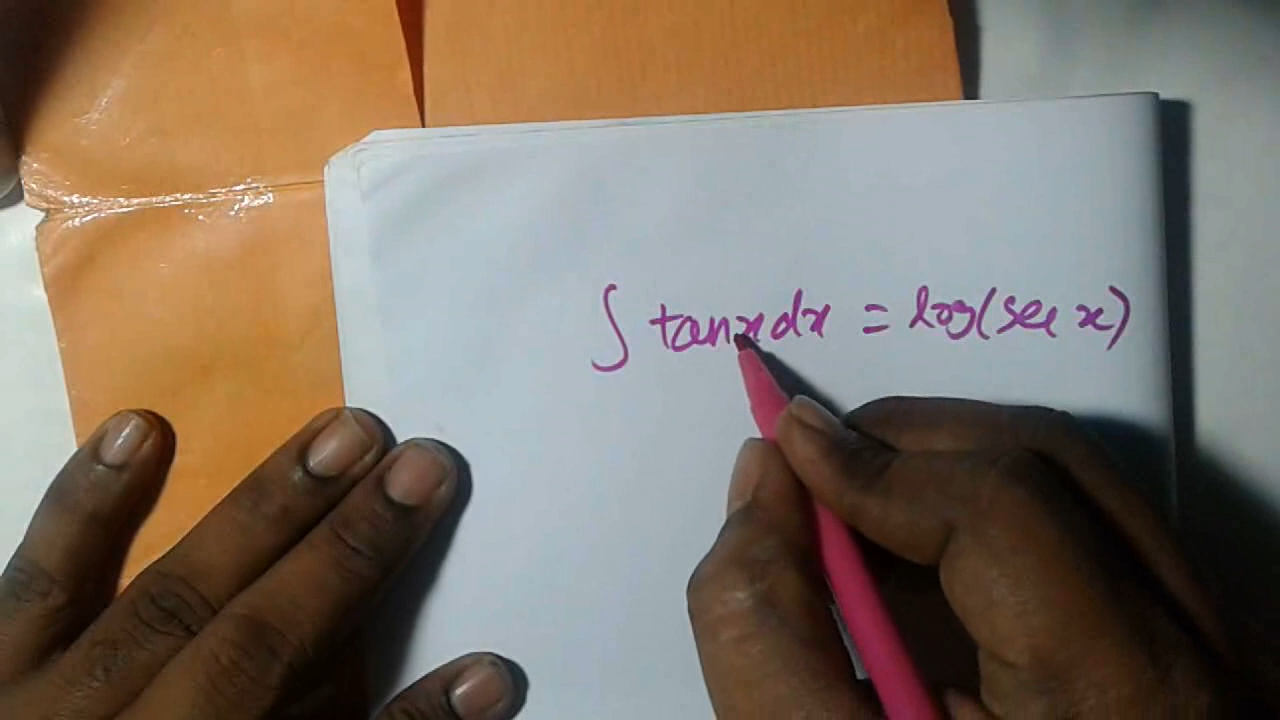 ∫ tanx dx = log(sec x)